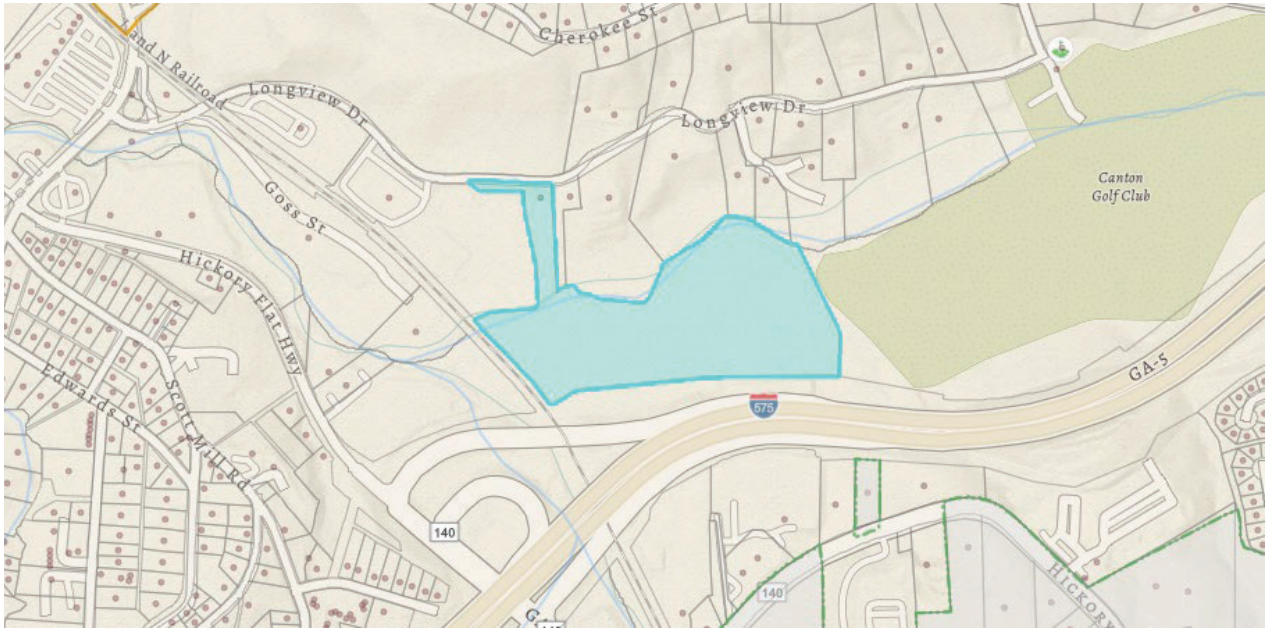 Cherokee St
L and N Railroad
Longview Dr
Longview Dr
Canton
Golf Club
Goss St
Hickory Flat Hwy
GA-5
Edwards St
Scott Mill Rd
575
140
140
HICKORY